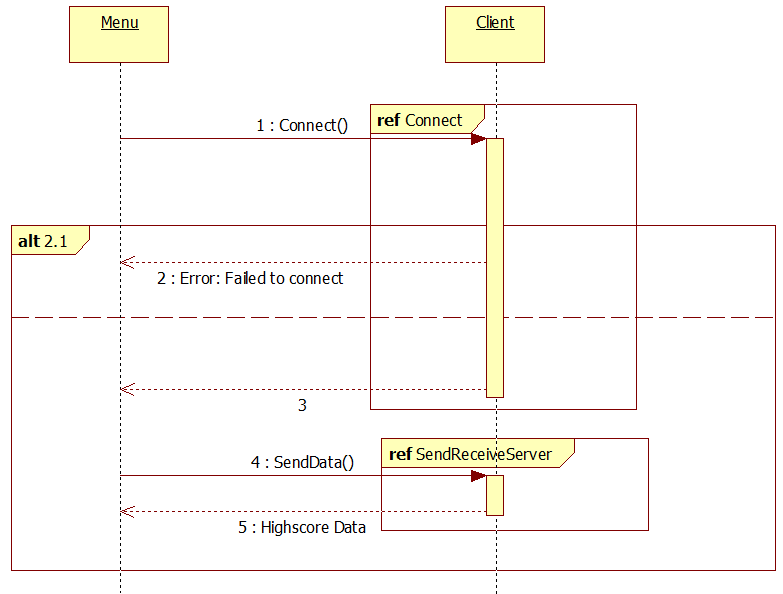 Menu
Client
ref Connect
1 : Connect()
alt 2.1
2 : Error: Failed to connect
3
ref SendReceiveServer
4 : SendData()
5 : Highscore Data